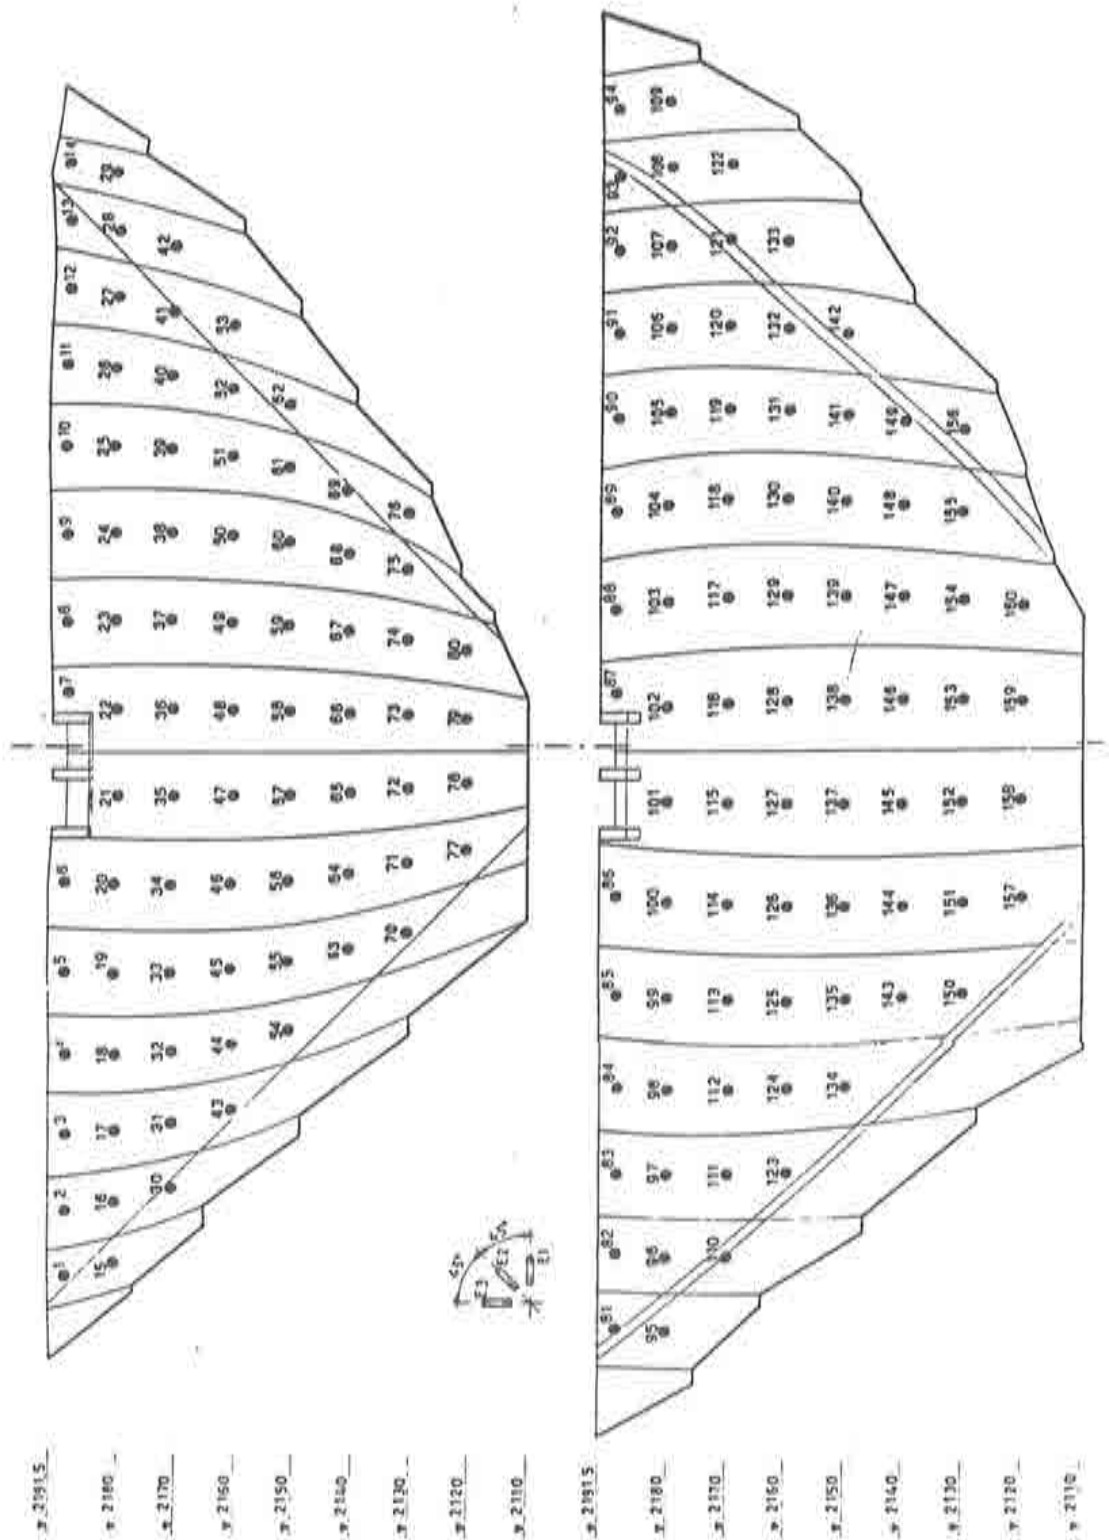 ▽ 2191.5 1 2 3 4 5 6 7 8 9 10 11 12 13 14
▽ 2180 15 16 17 18 19 20 21 22 23 24 25 26 27 28 29
▽ 2170 30 31 32 33 34 35 36 37 38 39 40 41 42
▽ 2160 43 44 45 46 47 48 49 50 51 52 53
▽ 2150 54 55 56 57 58 59 60 61 62
▽ 2140 63 64 65 66 67 68 69
▽ 2130 70 71 72 73 74 75 76
▽ 2120 77 78 79 80
▽ 2110
45° 45°
E3 E2 E1
▽ 2191.5 81 82 83 84 85 86 87 88 89 90 91 92 93 94
▽ 2180 95 96 97 98 99 100 101 102 103 104 105 106 107 108 109
▽ 2170 110 111 112 113 114 115 116 117 118 119 120 121 122
▽ 2160 123 124 125 126 127 128 129 130 131 132 133
▽ 2150 134 135 136 137 138 139 140 141 142
▽ 2140 143 144 145 146 147 148 149
▽ 2130 150 151 152 153 154 155 156
▽ 2120 157 158 159 160
▽ 2110